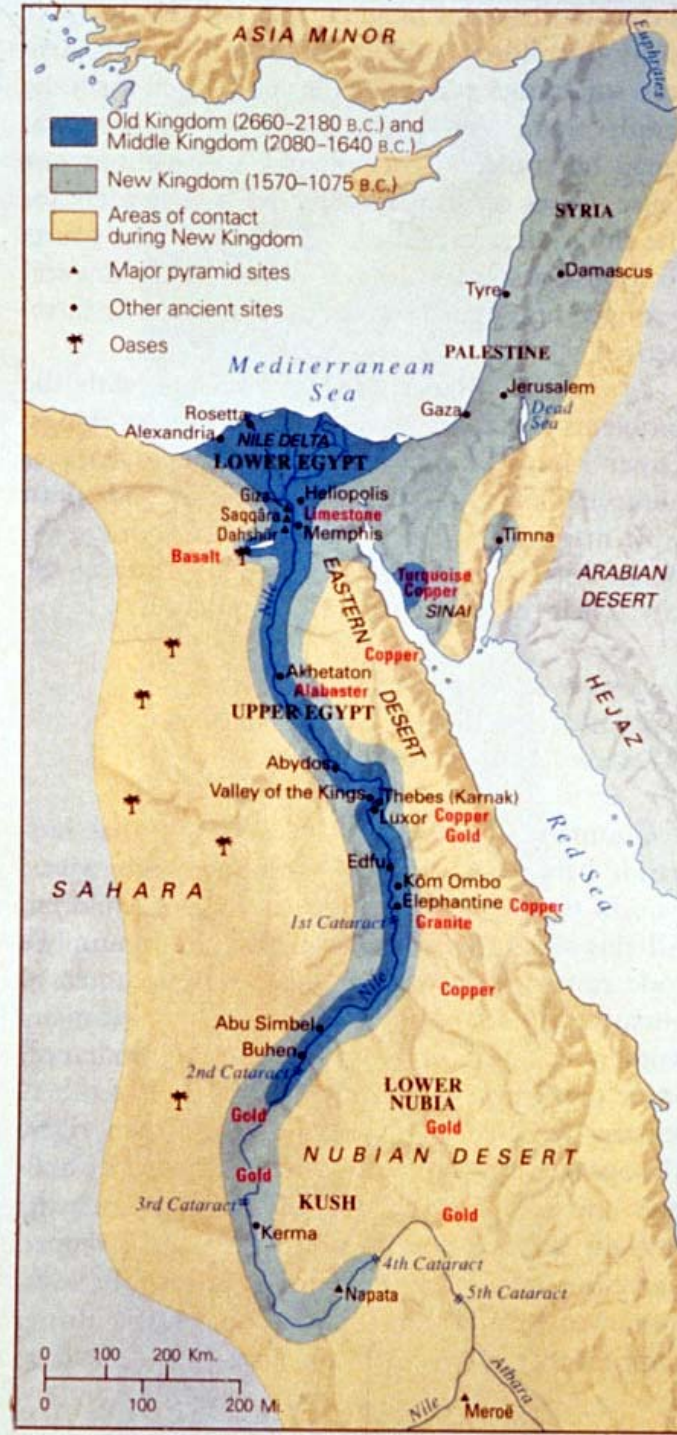 ASIA MINOR
Euphrates
Old Kingdom (2660–2180 B.C.) and
Middle Kingdom (2080–1640 B.C.)
New Kingdom (1570–1075 B.C.)
Areas of contact
during New Kingdom
Major pyramid sites
Other ancient sites
Oases
SYRIA
Damascus
Tyre
Mediterranean
Sea
PALESTINE
Jerusalem
Gaza
Dead
Sea
Rosetta
Alexandria
NILE DELTA
LOWER EGYPT
Giza
Heliopolis
Saqqâra
Limestone
Dahshûr
Memphis
Timna
Basalt
Nile
EASTERN
DESERT
Turquoise
Copper
SINAI
ARABIAN
DESERT
Copper
HEJAZ
Akhetaton
Alabaster
UPPER EGYPT
Abydos
Valley of the Kings
Thebes (Karnak)
Luxor
Copper
Gold
Red Sea
Edfu
Kôm Ombo
SAHARA
Elephantine
Copper
1st Cataract
Granite
Nile
Copper
Abu Simbel
Buhen
2nd Cataract
LOWER
NUBIA
Gold
Gold
NUBIAN DESERT
Gold
3rd Cataract
KUSH
Gold
Kerma
4th Cataract
Napata
5th Cataract
0 100 200 Km.
0 100 200 Mi.
Nile
Atbara
Meroë